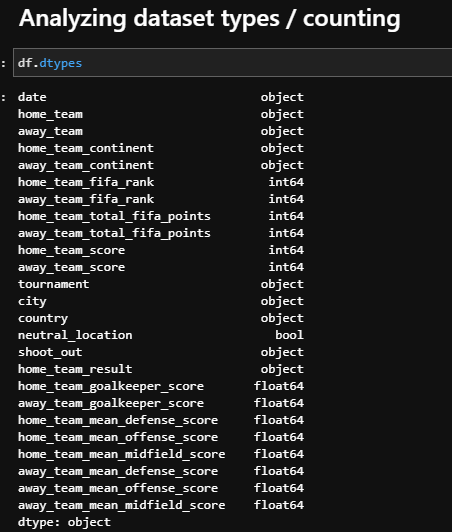 Analyzing dataset types / counting
: df.dtypes
: date object
home_team object
away_team object
home_team_continent object
away_team_continent object
home_team_fifa_rank int64
away_team_fifa_rank int64
home_team_total_fifa_points int64
away_team_total_fifa_points int64
home_team_score int64
away_team_score int64
tournament object
city object
country object
neutral_location bool
shoot_out object
home_team_result object
home_team_goalkeeper_score float64
away_team_goalkeeper_score float64
home_team_mean_defense_score float64
home_team_mean_offense_score float64
home_team_mean_midfield_score float64
away_team_mean_defense_score float64
away_team_mean_offense_score float64
away_team_mean_midfield_score float64
dtype: object